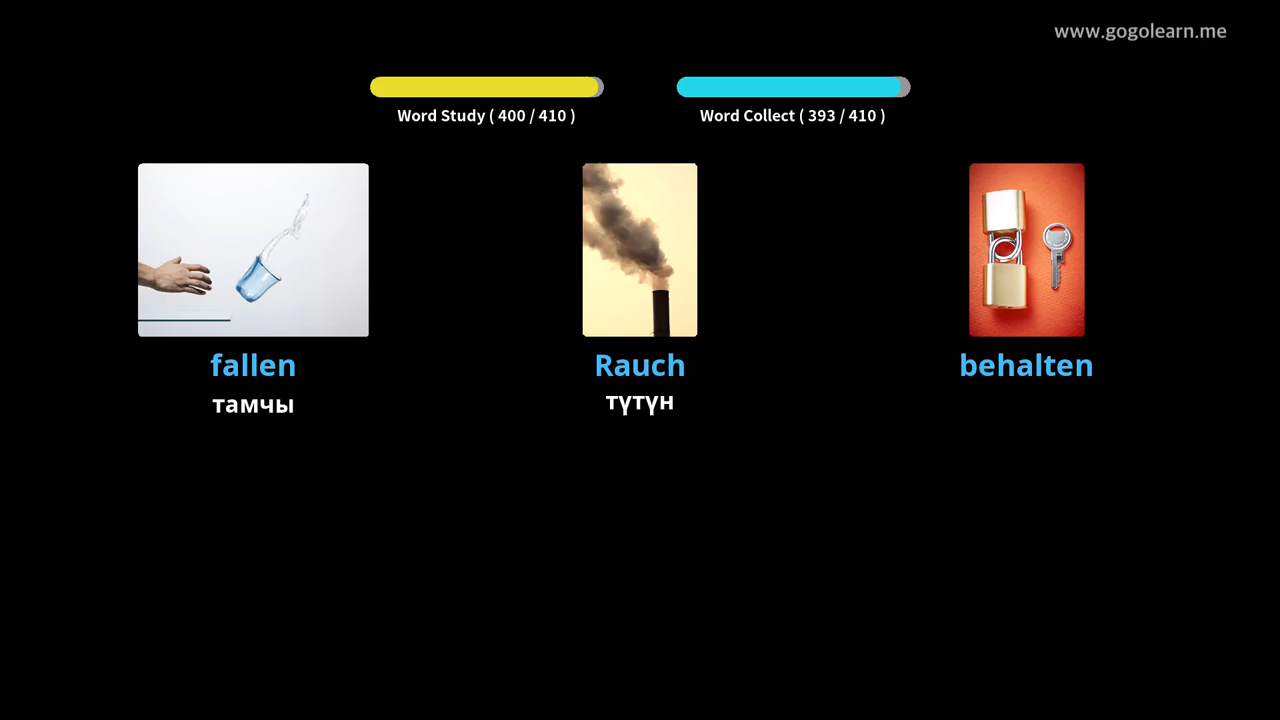 www.gogolearn.me
Word Study ( 400 / 410 )
Word Collect ( 393 / 410 )
fallen
тамчы
Rauch
түтүн
behalten